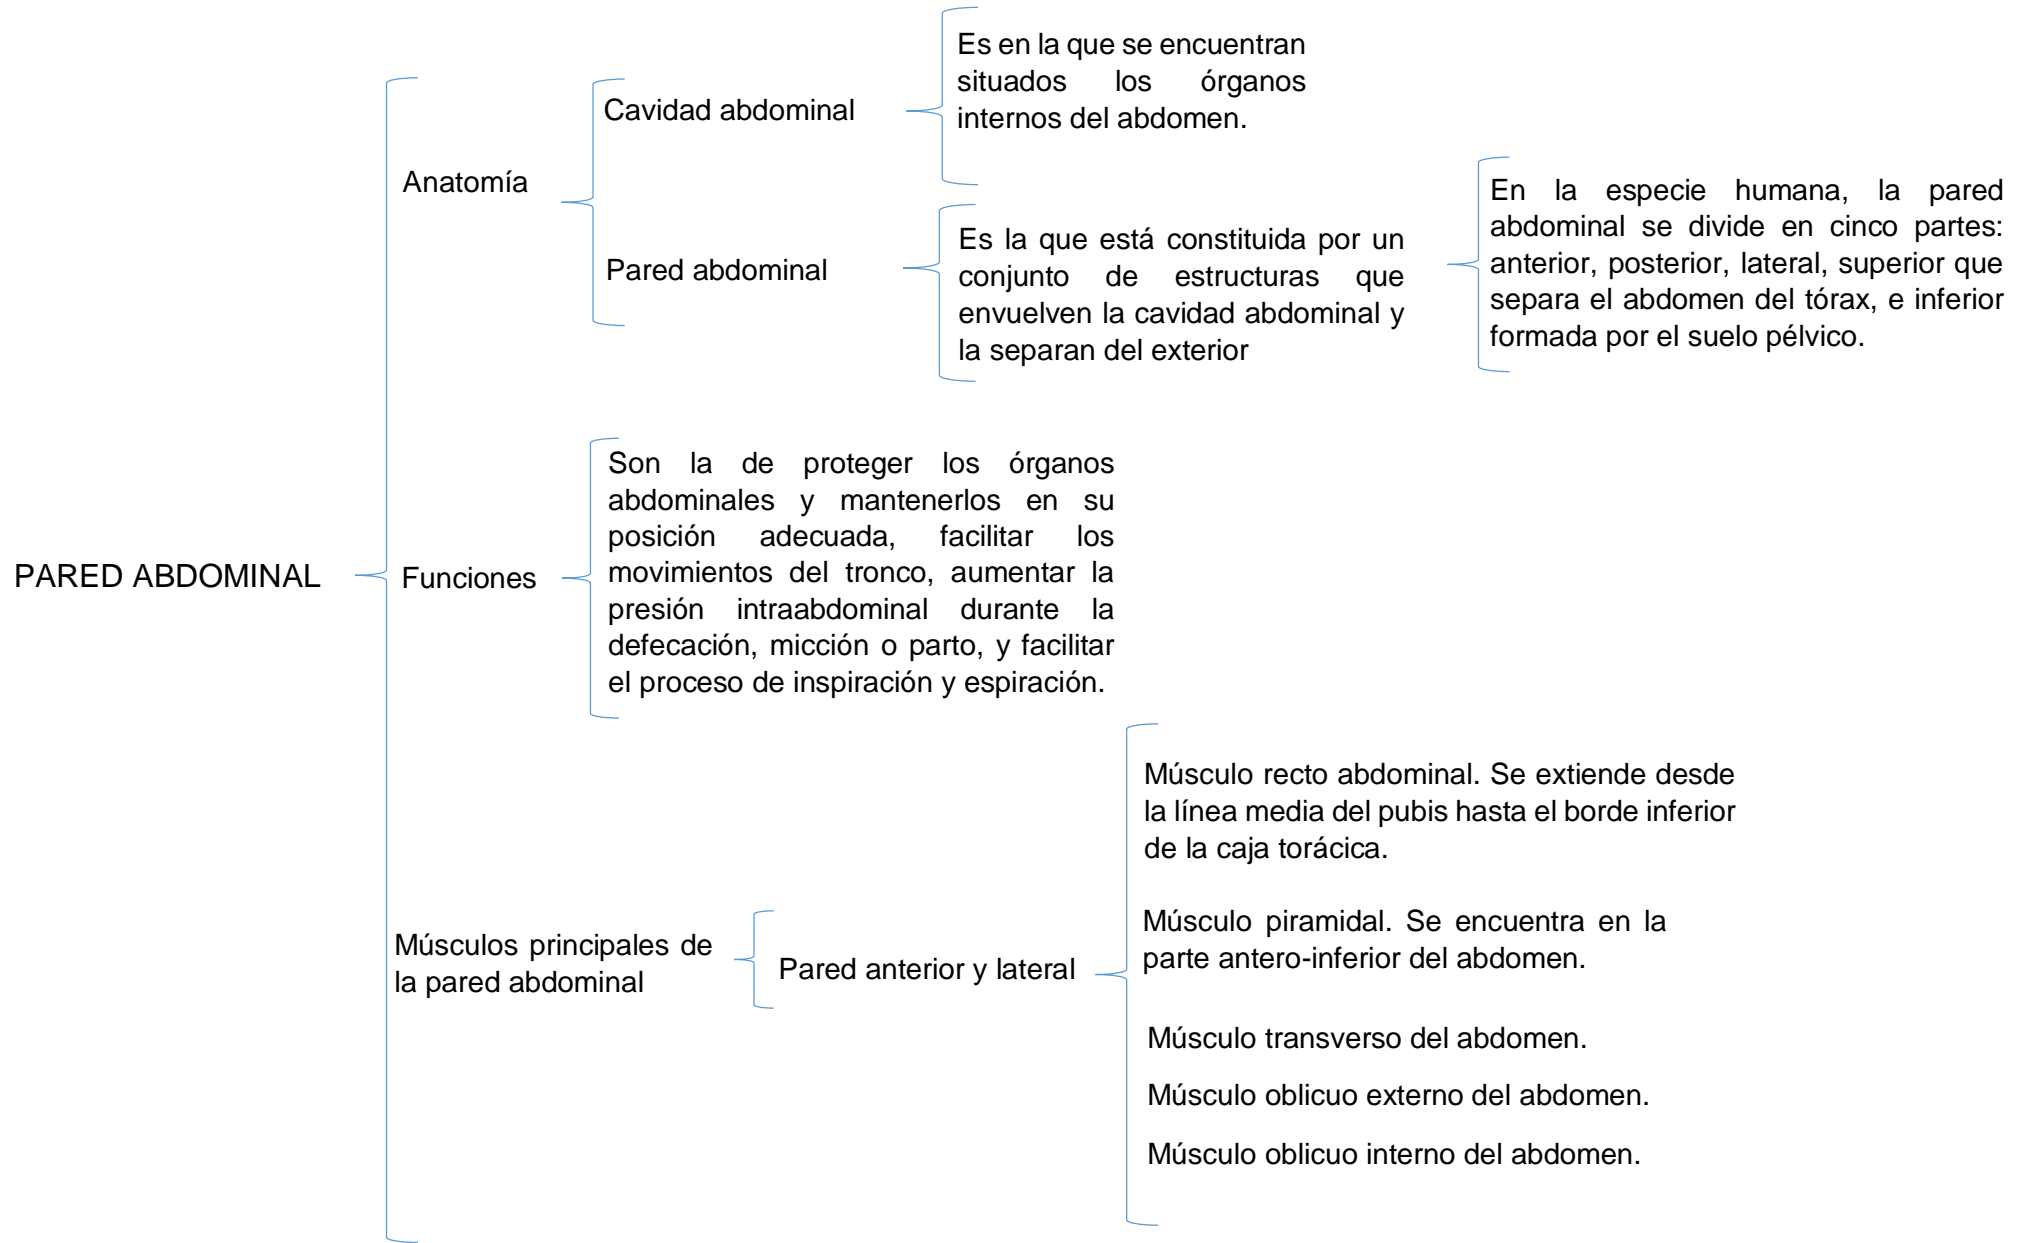 PARED ABDOMINAL
Anatomía
Cavidad abdominal
Es en la que se encuentran
situados los órganos
internos del abdomen.
Pared abdominal
Es la que está constituida por un
conjunto de estructuras que
envuelven la cavidad abdominal y
la separan del exterior
En la especie humana, la pared
abdominal se divide en cinco partes:
anterior, posterior, lateral, superior que
separa el abdomen del tórax, e inferior
formada por el suelo pélvico.
Funciones
Son la de proteger los órganos
abdominales y mantenerlos en su
posición adecuada, facilitar los
movimientos del tronco, aumentar la
presión intraabdominal durante la
defecación, micción o parto, y facilitar
el proceso de inspiración y espiración.
Músculos principales de
la pared abdominal
Pared anterior y lateral
Músculo recto abdominal. Se extiende desde
la línea media del pubis hasta el borde inferior
de la caja torácica.
Músculo piramidal. Se encuentra en la
parte antero-inferior del abdomen.
Músculo transverso del abdomen.
Músculo oblicuo externo del abdomen.
Músculo oblicuo interno del abdomen.